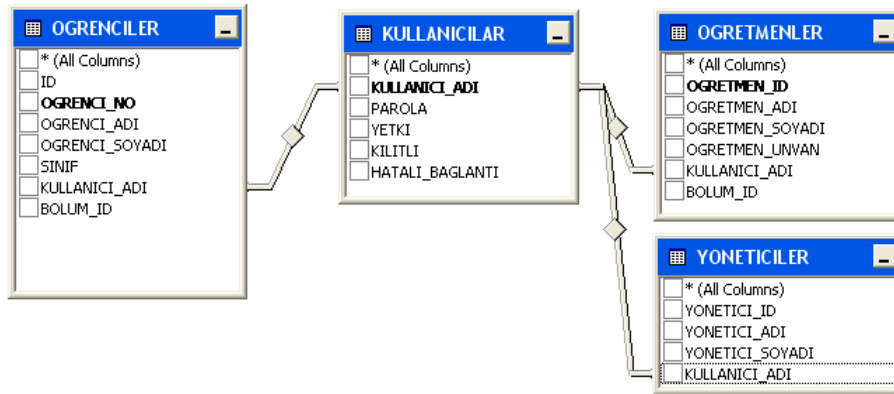 OGRENCILER
* (All Columns)
ID
OGRENCI_NO
OGRENCI_ADI
OGRENCI_SOYADI
SINIF
KULLANICI_ADI
BOLUM_ID
KULLANICILAR
* (All Columns)
KULLANICI_ADI
PAROLA
YETKI
KILITLI
HATALI_BAGLANTI
OGRETMENLER
* (All Columns)
OGRETMEN_ID
OGRETMEN_ADI
OGRETMEN_SOYADI
OGRETMEN_UNVAN
KULLANICI_ADI
BOLUM_ID
YONETICILER
* (All Columns)
YONETICI_ID
YONETICI_ADI
YONETICI_SOYADI
KULLANICI_ADI